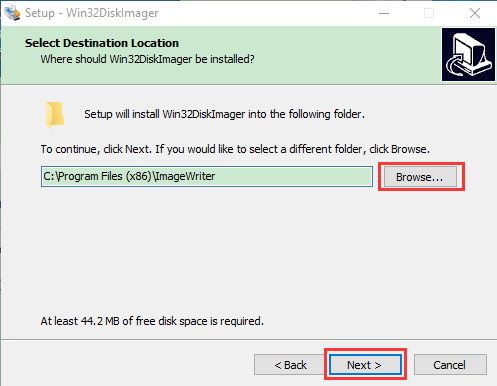 Setup - Win32DiskImager
Select Destination Location
Where should Win32DiskImager be installed?
Setup will install Win32DiskImager into the following folder.
To continue, click Next. If you would like to select a different folder, click Browse.
C:\Program Files (x86)\ImageWriter
Browse...
At least 44.2 MB of free disk space is required.
< Back
Next >
Cancel